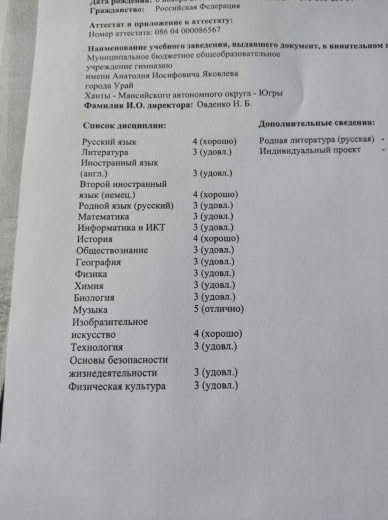 Дата рождения:
Гражданство: Российская Федерация
Аттестат и приложение к аттестату:
Номер аттестата: 086 04 000086567
Наименование учебного заведения, выдавшего документ, в винительном
Муниципальное бюджетное общеобразовательное
учреждение гимназию
имени Анатолия Иосифовича Яковлева
города Урай
Ханты - Мансийского автономного округа - Югры
Фамилия И.О. директора: Овденко Н. Б.
Список дисциплин: Дополнительные сведения:
Русский язык 4 (хорошо) Родная литература (русская) -
Литература 3 (удовл.) Индивидуальный проект -
Иностранный язык
(англ.) 3 (удовл.)
Второй иностранный
язык (немец.) 4 (хорошо)
Родной язык (русский) 3 (удовл.)
Математика 3 (удовл.)
Информатика и ИКТ 3 (удовл.)
История 4 (хорошо)
Обществознание 3 (удовл.)
География 3 (удовл.)
Физика 3 (удовл.)
Химия 3 (удовл.)
Биология 3 (удовл.)
Музыка 5 (отлично)
Изобразительное
искусство 4 (хорошо)
Технология 3 (удовл.)
Основы безопасности
жизнедеятельности 3 (удовл.)
Физическая культура 3 (удовл.)